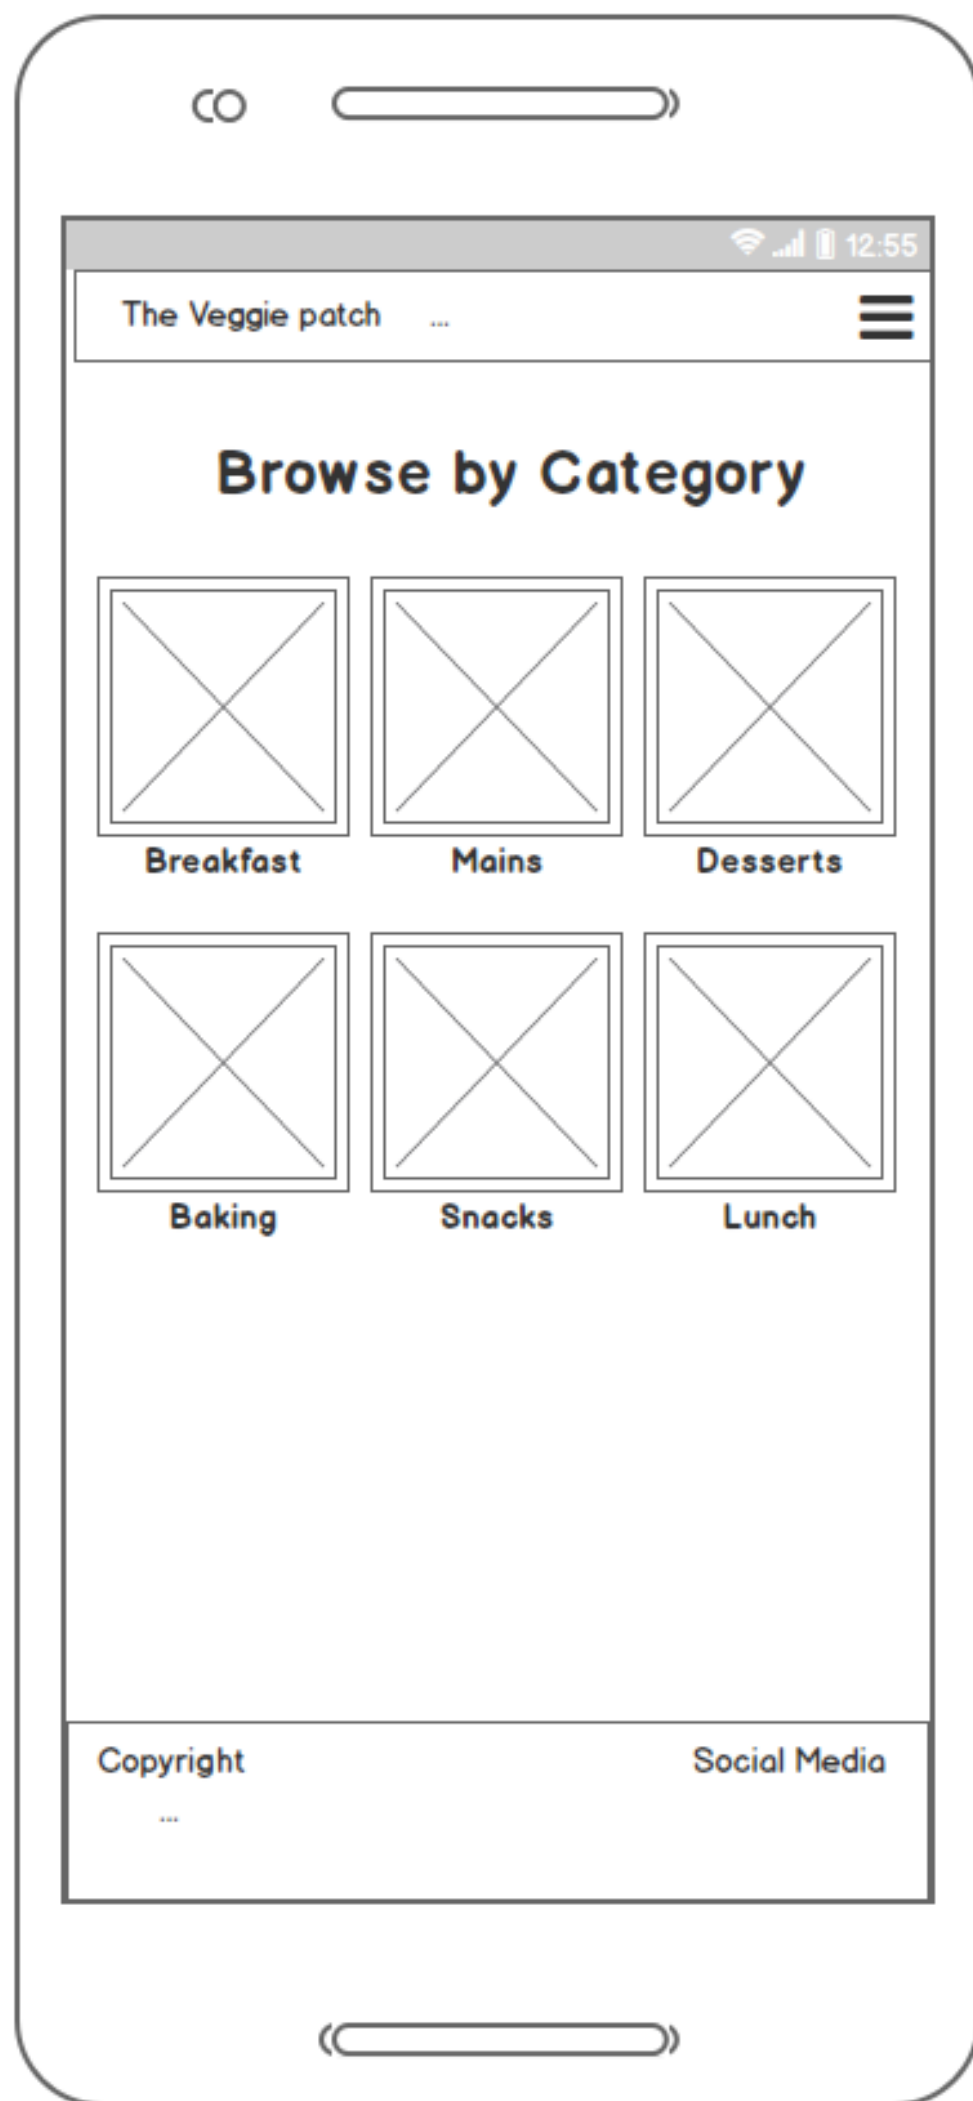 12:55
The Veggie patch ...
Browse by Category
Breakfast Mains Desserts
Baking Snacks Lunch
Copyright Social Media
...